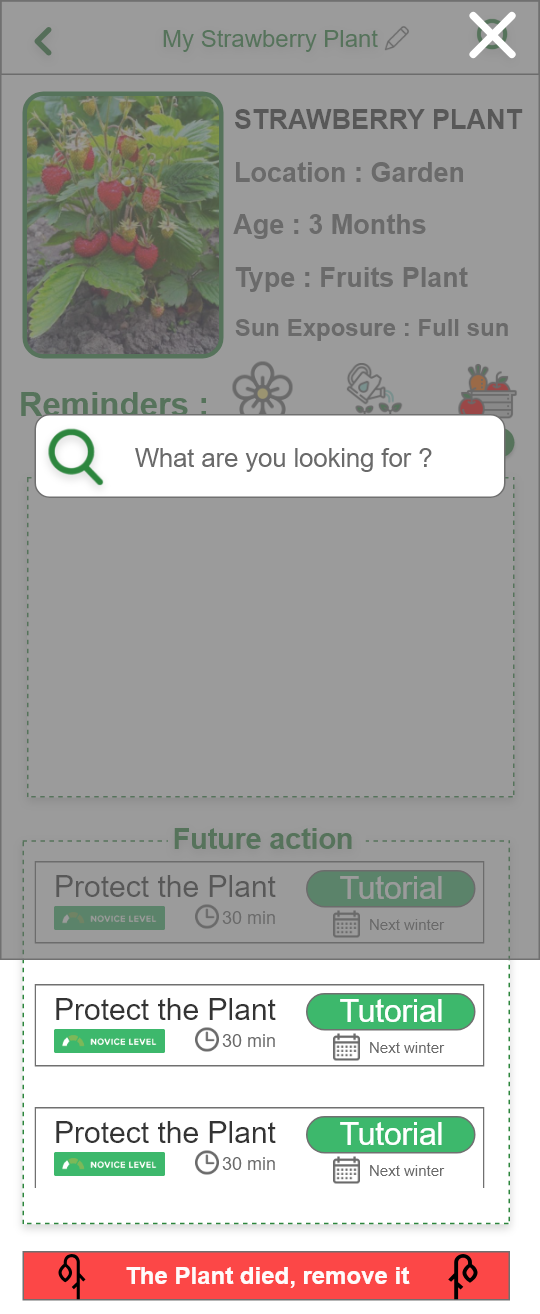 My Strawberry Plant
STRAWBERRY PLANT
Location : Garden
Age : 3 Months
Type : Fruits Plant
Sun Exposure : Full sun
Reminders :
What are you looking for ?
Future action
Protect the Plant
Tutorial
NOVICE LEVEL
30 min
Next winter
Protect the Plant
Tutorial
NOVICE LEVEL
30 min
Next winter
Protect the Plant
Tutorial
NOVICE LEVEL
30 min
Next winter
The Plant died, remove it